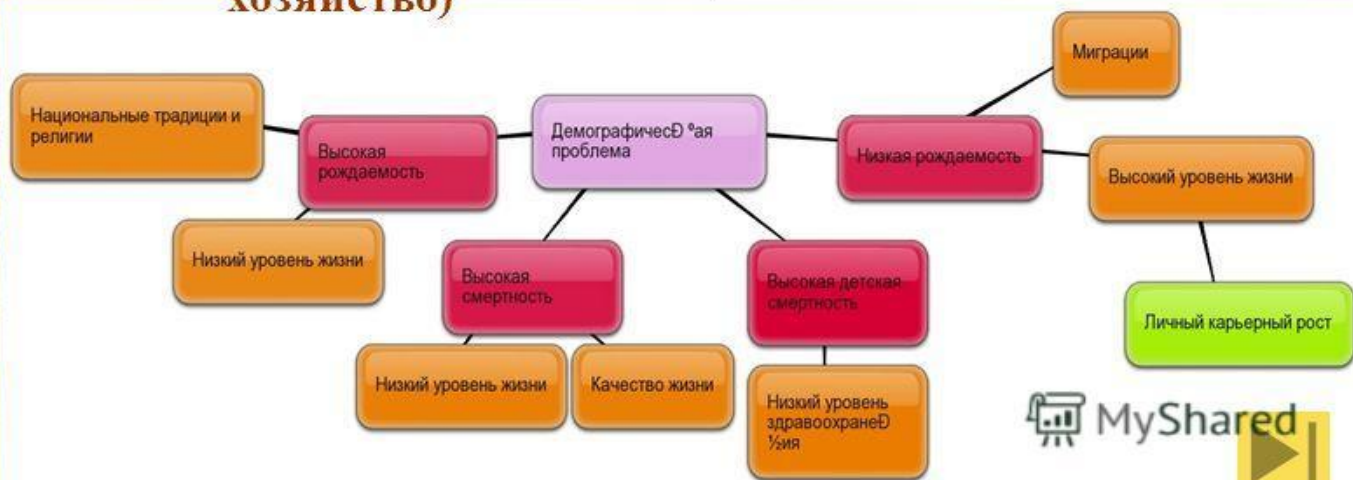 хозяйство)
Миграции
Национальные традиции и
религии
Высокая
рождаемость
ДемографичесÐ ºая
проблема
Низкая рождаемость
Высокий уровень жизни
Низкий уровень жизни
Высокая
смертность
Высокая детская
смертность
Личный карьерный рост
Низкий уровень жизни
Качество жизни
Низкий уровень
здравоохранеÐ
½ия
MyShared